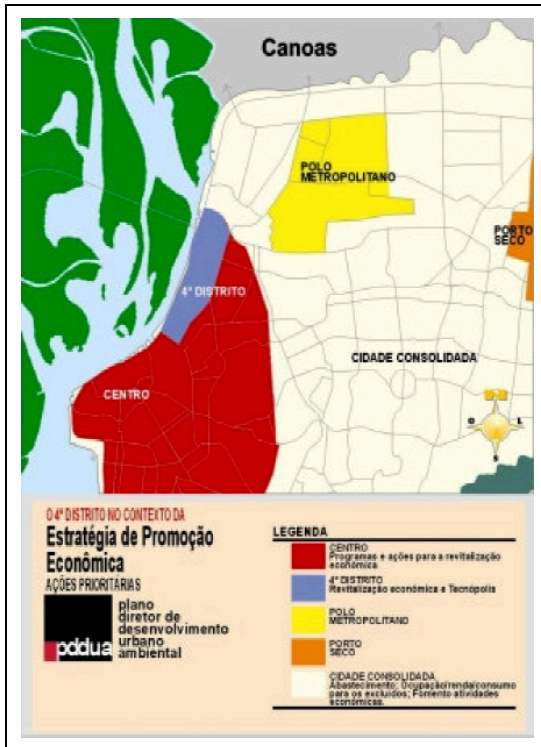 Canoas
POLO
METROPOLITANO
PORTO
SECO
4º DISTRITO
CIDADE CONSOLIDADA
CENTRO
O
L
S
O 4º DISTRITO NO CONTEXTO DA
Estratégia de Promoção
Econômica
AÇÕES PRIORITÁRIAS
pddua
plano
diretor de
desenvolvimento
urbano
ambiental
LEGENDA
CENTRO
Programas e ações para a revitalização
econômica
4º DISTRITO
Revitalização econômica e Tecnópolis
POLO
METROPOLITANO
PORTO
SECO
CIDADE CONSOLIDADA
Abastecimento; Ocupação/renda/consumo
para os excluídos; Fomento atividades
econômicas.